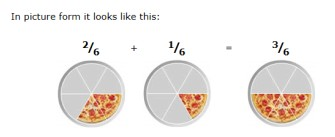 In picture form it looks like this:
2/6 + 1/6 = 3/6